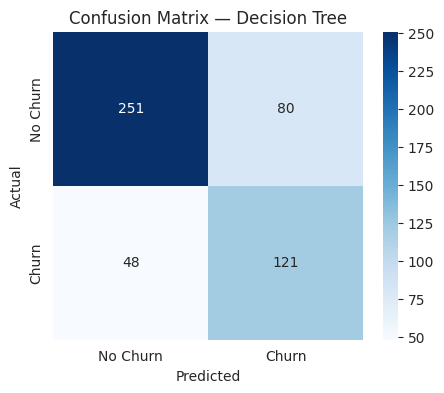 Confusion Matrix — Decision Tree
250
225
200
175
150
125
100
75
50
Actual
No Churn
Churn
251 80
48 121
No Churn Churn
Predicted